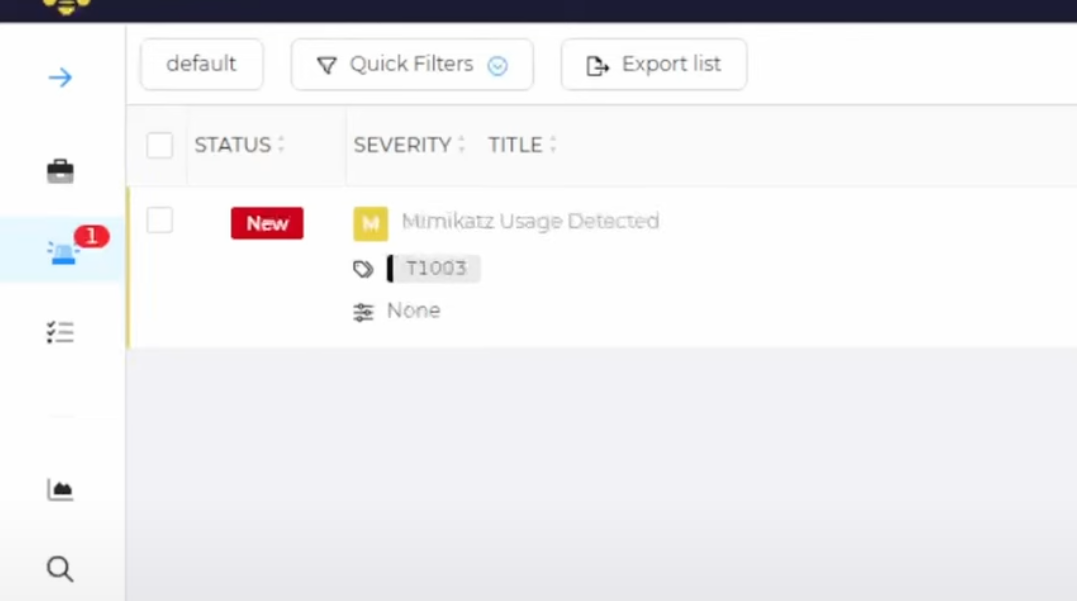 default
Quick Filters
Export list
STATUS
SEVERITY
TITLE
1
New
M
Mimikatz Usage Detected
T1003
None